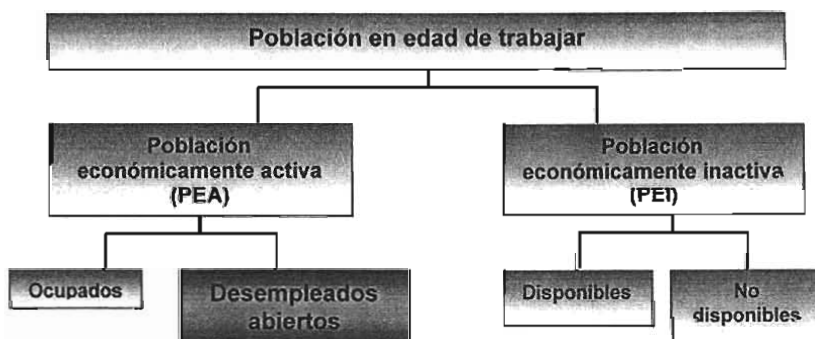 Población en edad de trabajar
Población
económicamente activa
(PEA)
Población
económicamente inactiva
(PEI)
Ocupados
Desempleados
abiertos
Disponibles
No
disponibles